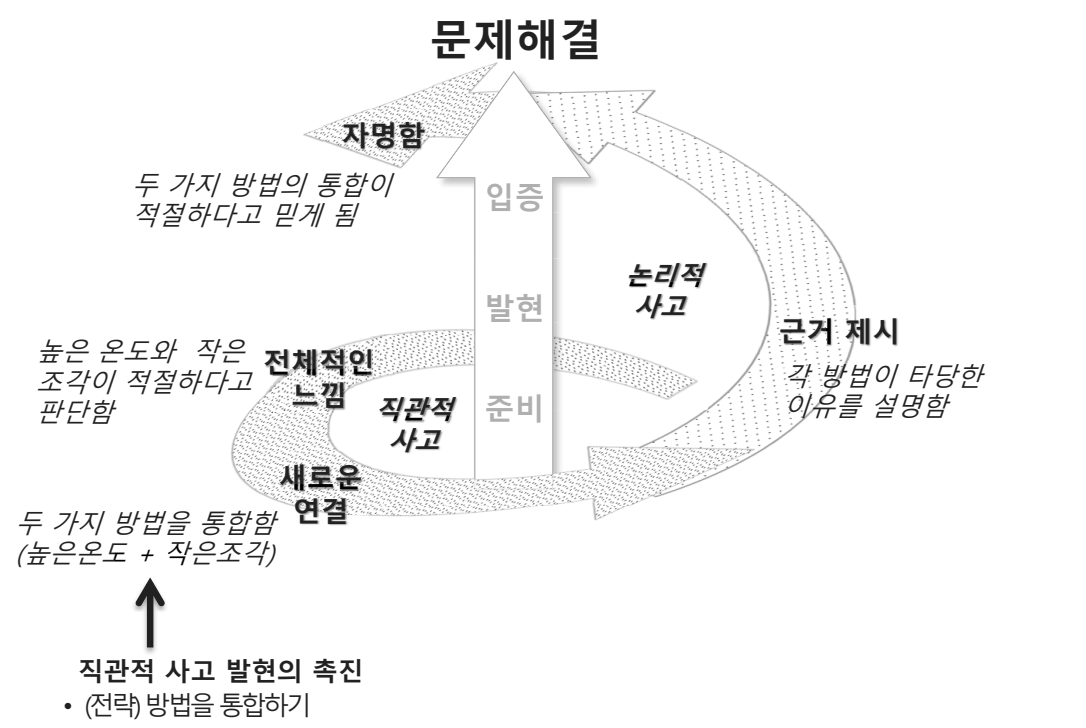 문제해결
자명함
두 가지 방법의 통합이
적절하다고 믿게 됨
입증
논리적
사고
발현
근거 제시
각 방법이 타당한
이유를 설명함
높은 온도와 작은
조각이 적절하다고
판단함
전체적인
느낌
직관적
사고
준비
새로운
연결
두 가지 방법을 통합함
(높은온도 + 작은조각)
직관적 사고 발현의 촉진
• (전략) 방법을 통합하기